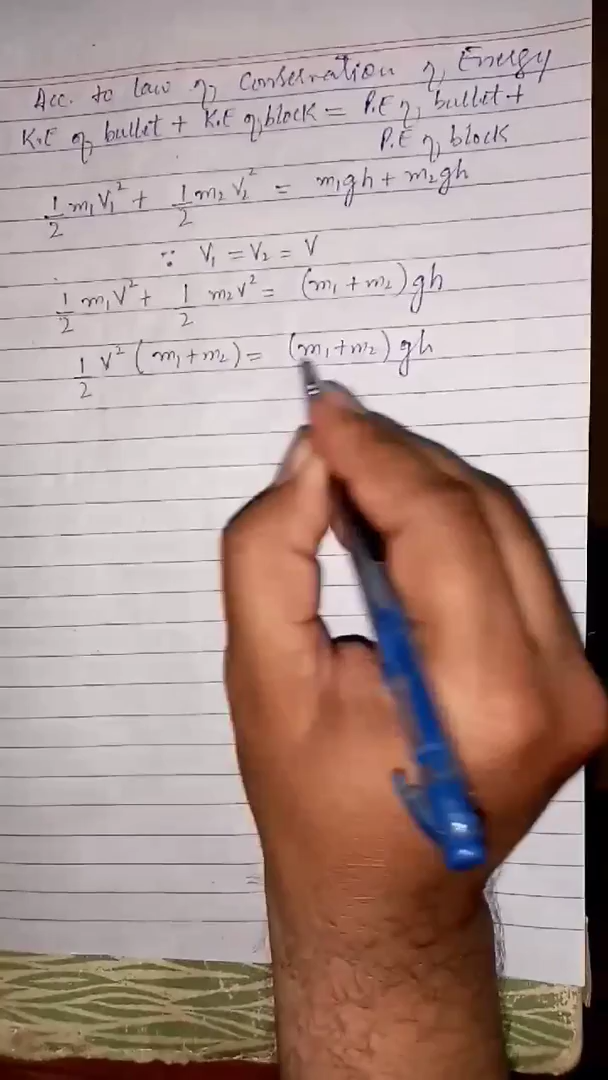 Acc. to law of Conservation of Energy
K.E of bullet + K.E of block = P.E of bullet +
P.E of block
1/2 m₁V₁² + 1/2 m₂V₂² = m₁gh + m₂gh
∵ V₁ = V₂ = V
1/2 m₁V² + 1/2 m₂V² = (m₁ + m₂) gh
1/2 V² (m₁+m₂) = (m₁+m₂) gh